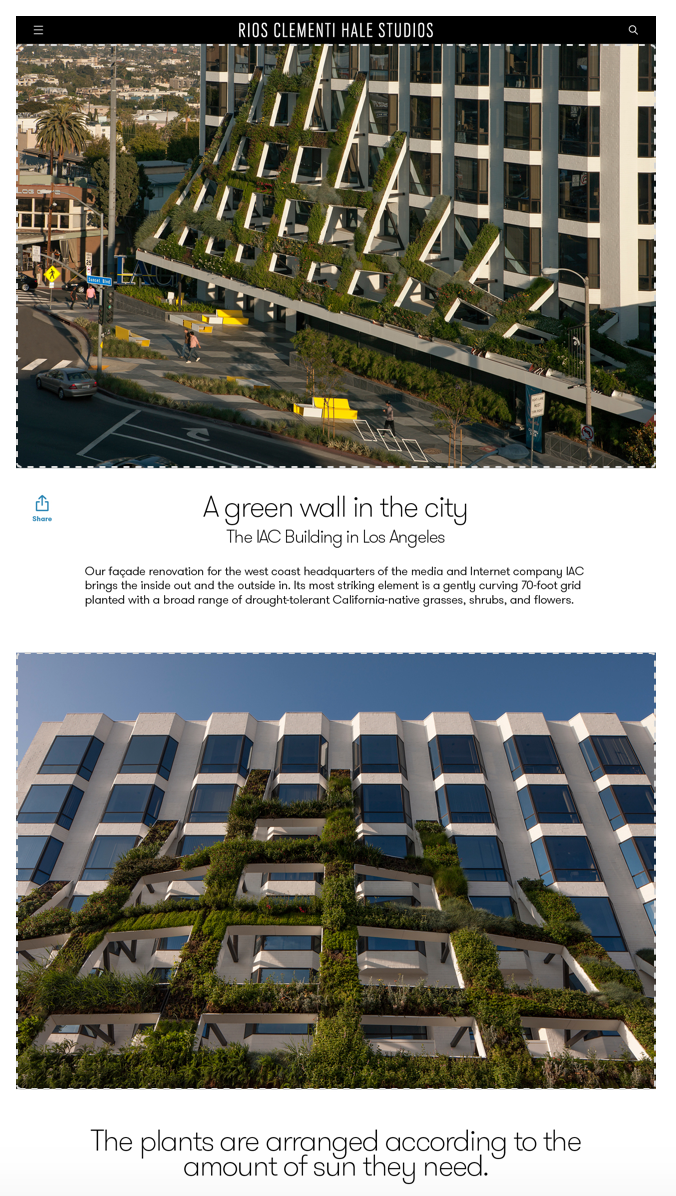 RIOS CLEMENTI HALE STUDIOS
IAC
Sunset Blvd
Share
A green wall in the city
The IAC Building in Los Angeles
Our façade renovation for the west coast headquarters of the media and Internet company IAC
brings the inside out and the outside in. Its most striking element is a gently curving 70-foot grid
planted with a broad range of drought-tolerant California-native grasses, shrubs, and flowers.
The plants are arranged according to the
amount of sun they need.